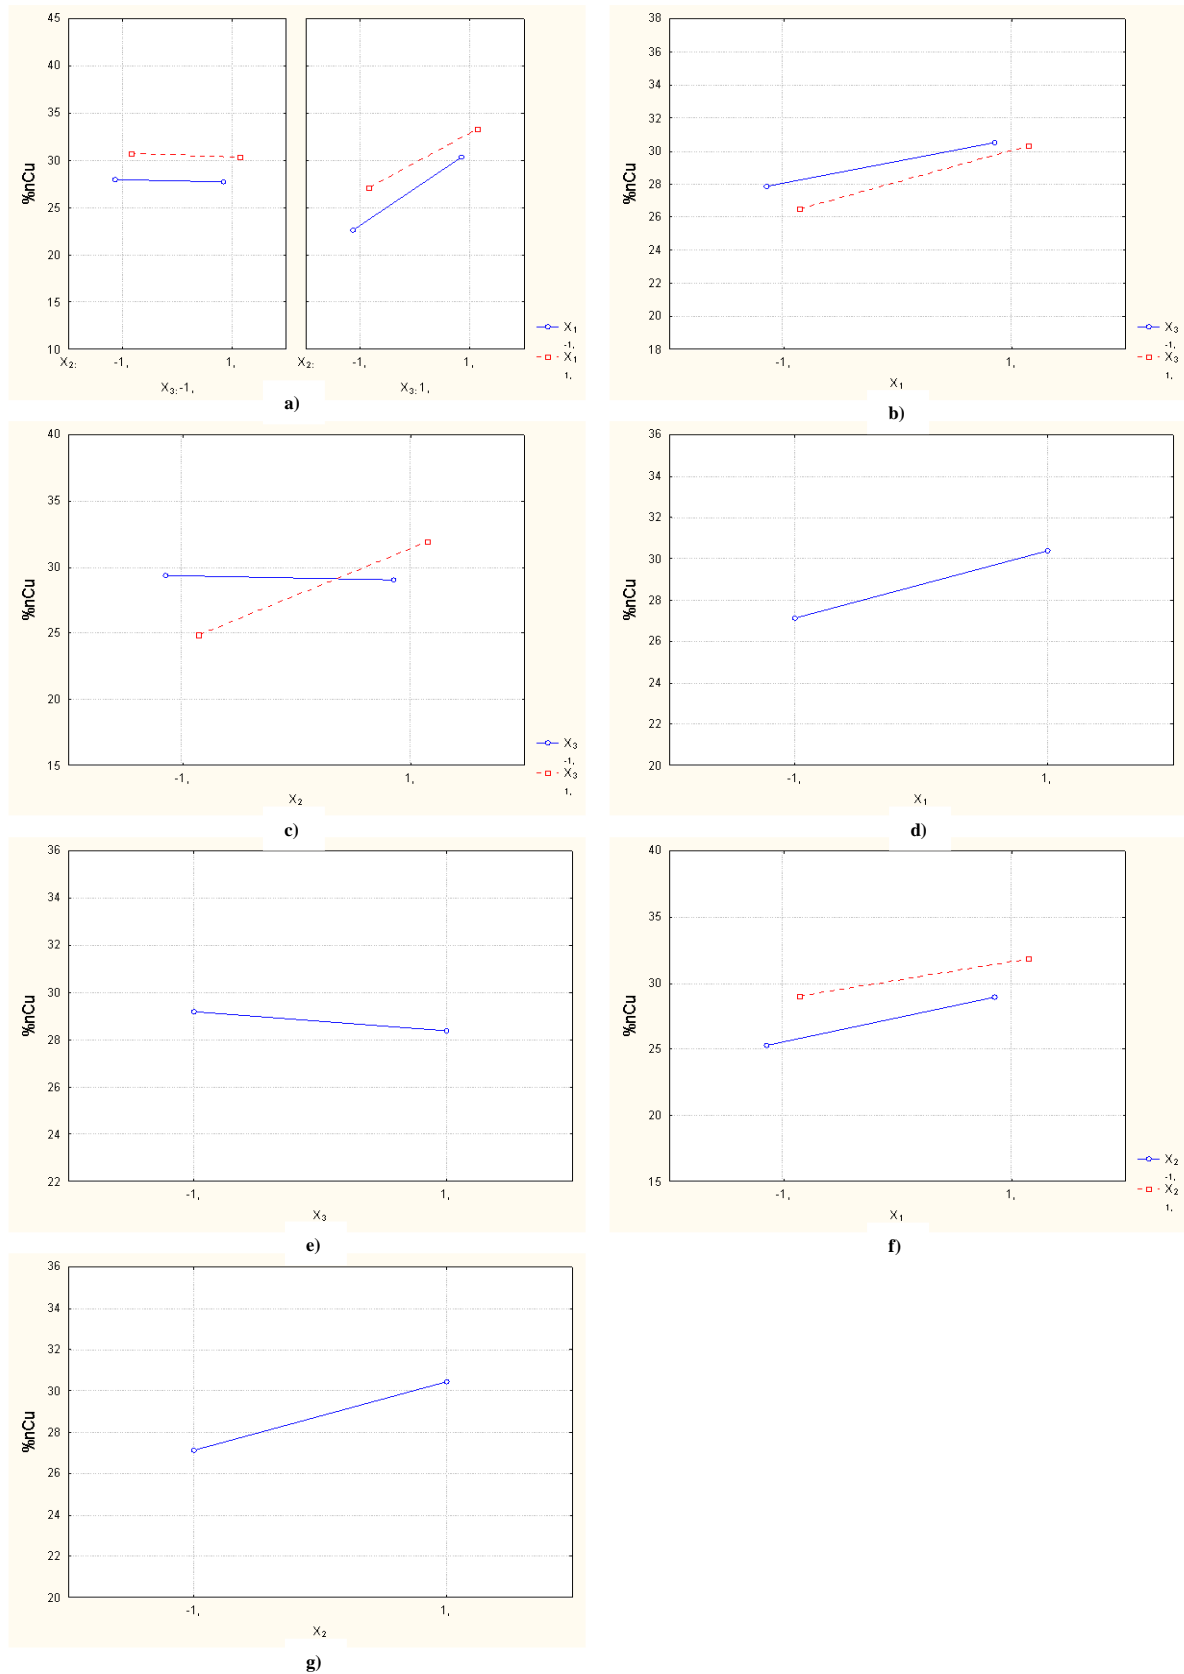 45
40
35
30
25
20
15
10
%nCu
X₂:
-1,
1,
X₃:-1,
X₂:
-1,
1,
X₃:1,
X₁
-1,
X₁
1,
a)
38
36
34
32
30
28
26
24
22
20
18
%nCu
-1,
1,
X₁
X₃
-1,
X₃
1,
b)
40
35
30
25
20
15
%nCu
-1,
1,
X₂
X₃
-1,
X₃
1,
c)
36
34
32
30
28
26
24
22
20
%nCu
-1,
1,
X₁
d)
36
34
32
30
28
26
24
22
%nCu
-1,
1,
X₃
e)
40
35
30
25
20
15
%nCu
-1,
1,
X₁
X₂
-1,
X₂
1,
f)
36
34
32
30
28
26
24
22
20
%nCu
-1,
1,
X₂
g)